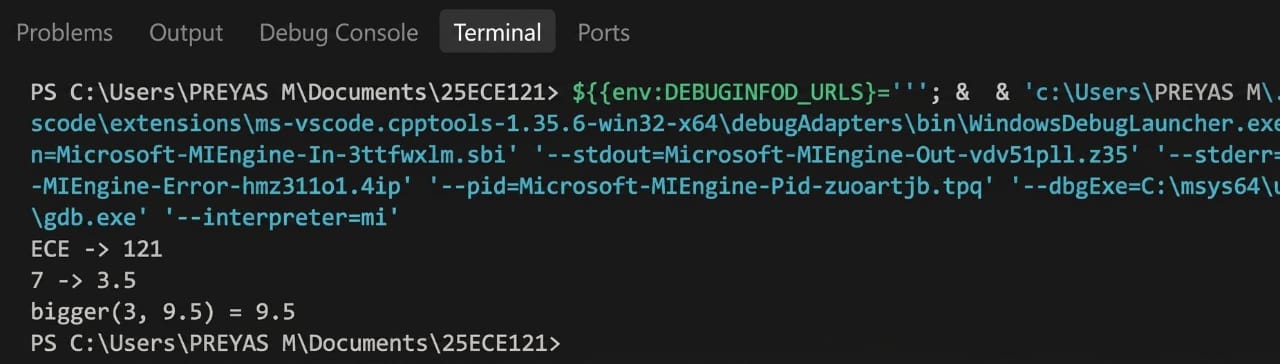 Problems Output Debug Console Terminal Ports
PS C:\Users\PREYAS M\Documents\25ECE121> ${{env:DEBUGINFOD_URLS}='''; & & 'c:\Users\PREYAS M\.
scode\extensions\ms-vscode.cpptools-1.35.6-win32-x64\debugAdapters\bin\WindowsDebugLauncher.exe
n=Microsoft-MIEngine-In-3ttfwxlm.sbi' '--stdout=Microsoft-MIEngine-Out-vdv51pll.z35' '--stderr=
-MIEngine-Error-hmz311o1.4ip' '--pid=Microsoft-MIEngine-Pid-zuoartjb.tpq' '--dbgExe=C:\msys64\u
\gdb.exe' '--interpreter=mi'
ECE -> 121
7 -> 3.5
bigger(3, 9.5) = 9.5
PS C:\Users\PREYAS M\Documents\25ECE121>